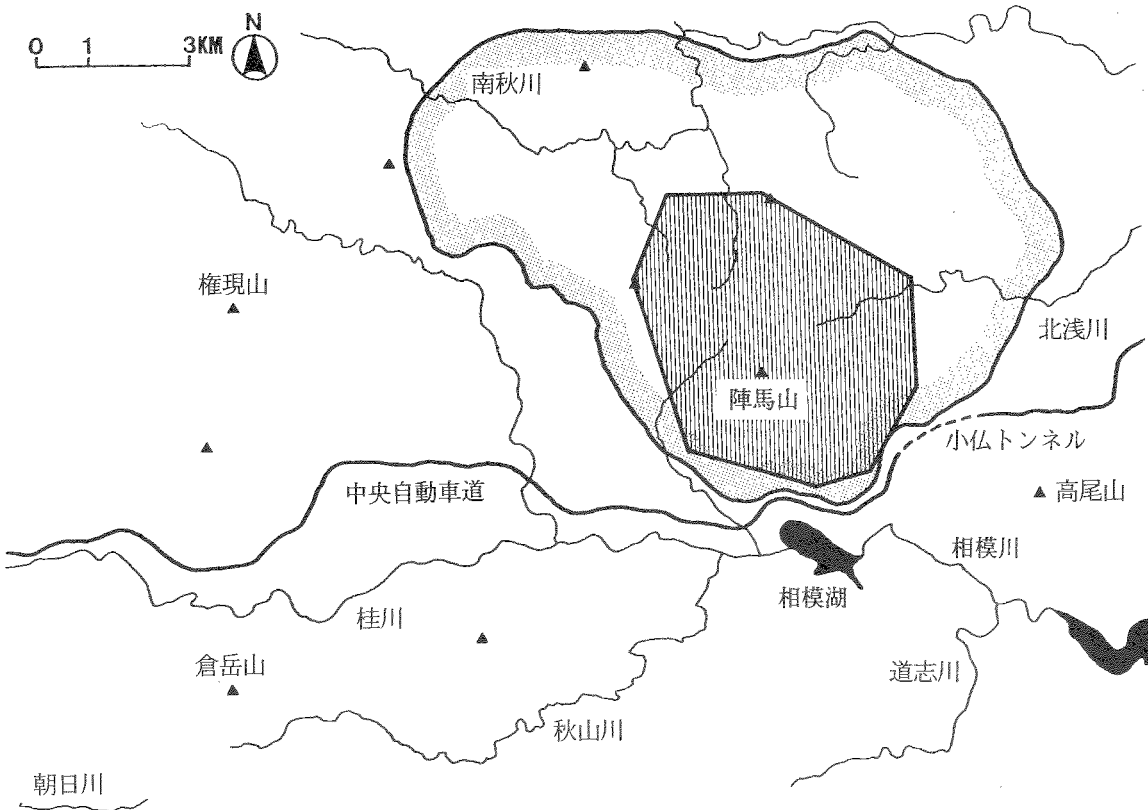 0 1 3KM
N
南秋川
権現山
北浅川
陣馬山
小仏トンネル
中央自動車道
高尾山
相模川
相模湖
桂川
倉岳山
道志川
秋山川
朝日川